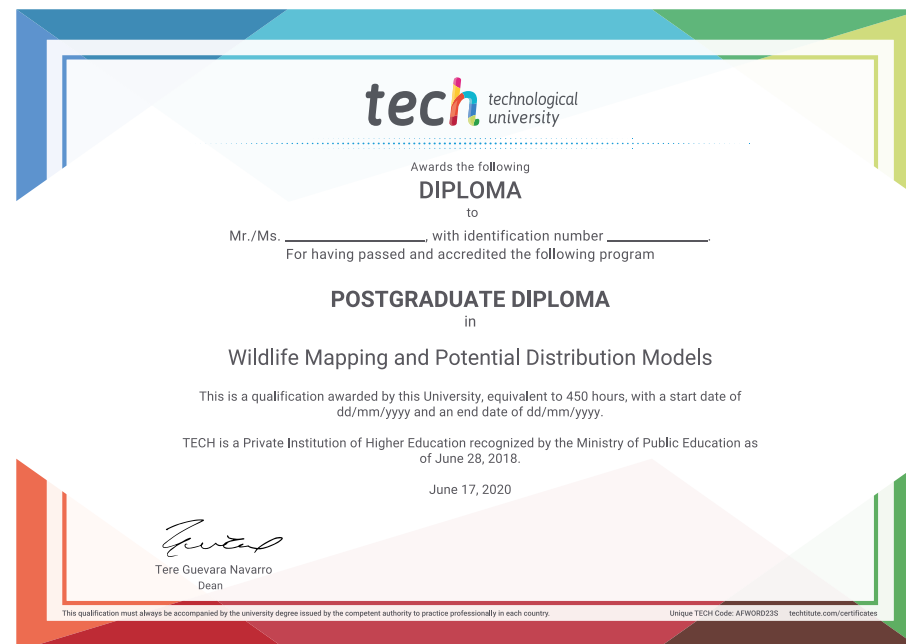 tech technological
university
Awards the following
DIPLOMA
to
Mr./Ms. ____________, with identification number ____________.
For having passed and accredited the following program
POSTGRADUATE DIPLOMA
in
Wildlife Mapping and Potential Distribution Models
This is a qualification awarded by this University, equivalent to 450 hours, with a start date of
dd/mm/yyyy and an end date of dd/mm/yyyy.
TECH is a Private Institution of Higher Education recognized by the Ministry of Public Education as
of June 28, 2018.
June 17, 2020
Tere Guevara Navarro
Dean
This qualification must always be accompanied by the university degree issued by the competent authority to practice professionally in each country.
Unique TECH Code: AFWORD23S techtitute.com/certificates